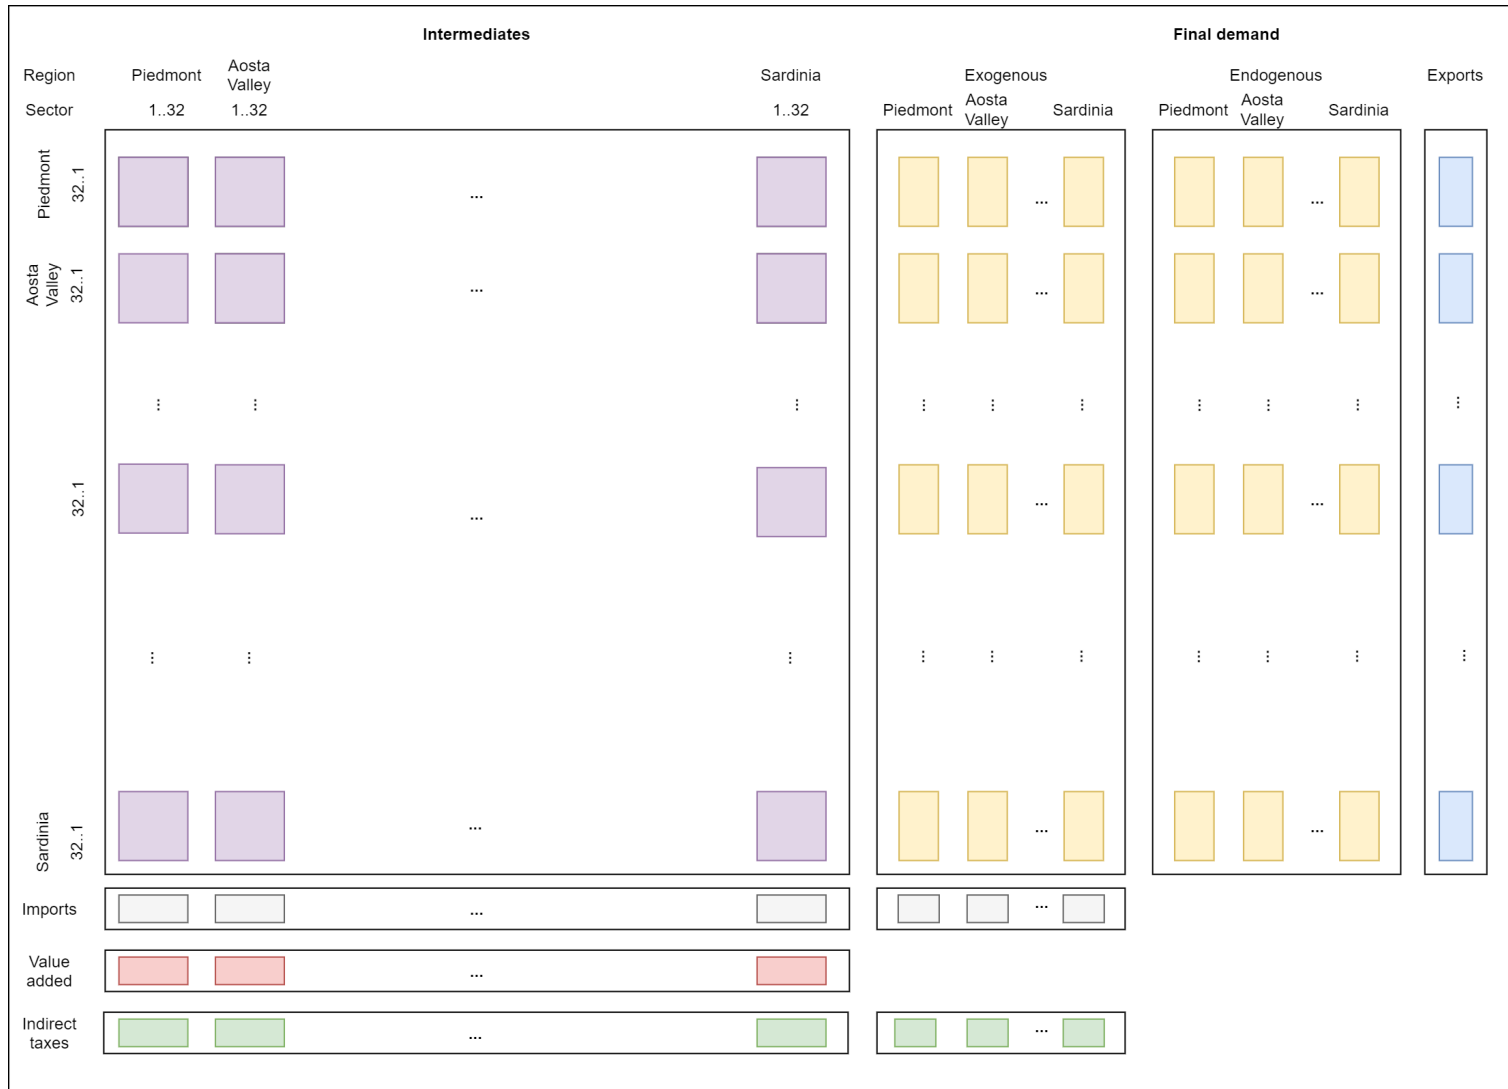 Intermediates Final demand
Region Piedmont Aosta Valley Sardinia Exogenous Endogenous Exports
Sector 1..32 1..32 1..32 Piedmont Aosta Valley Sardinia Piedmont Aosta Valley Sardinia
Piedmont 32..1 ... ... ...
Aosta Valley 32..1 ... ... ...
... ... ... ... ... ... ... ... ... ...
32..1 ... ... ...
... ... ... ... ... ... ... ... ... ...
Sardinia 32..1 ... ... ...
Imports ... ...
Value added ...
Indirect taxes ... ...